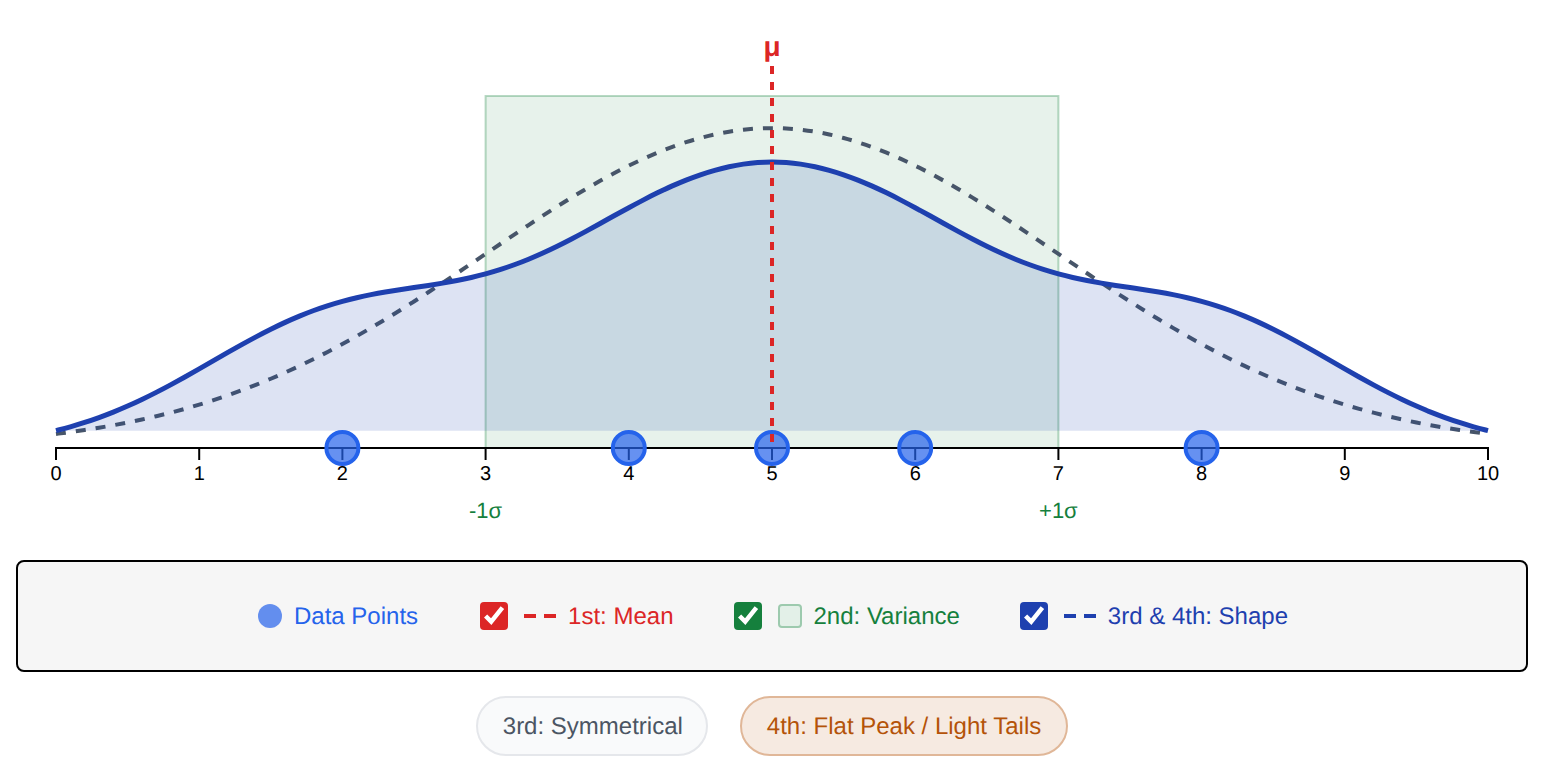 μ
0 1 2 3 4 5 6 7 8 9 10
-1σ +1σ
Data Points 1st: Mean 2nd: Variance 3rd & 4th: Shape
3rd: Symmetrical 4th: Flat Peak / Light Tails